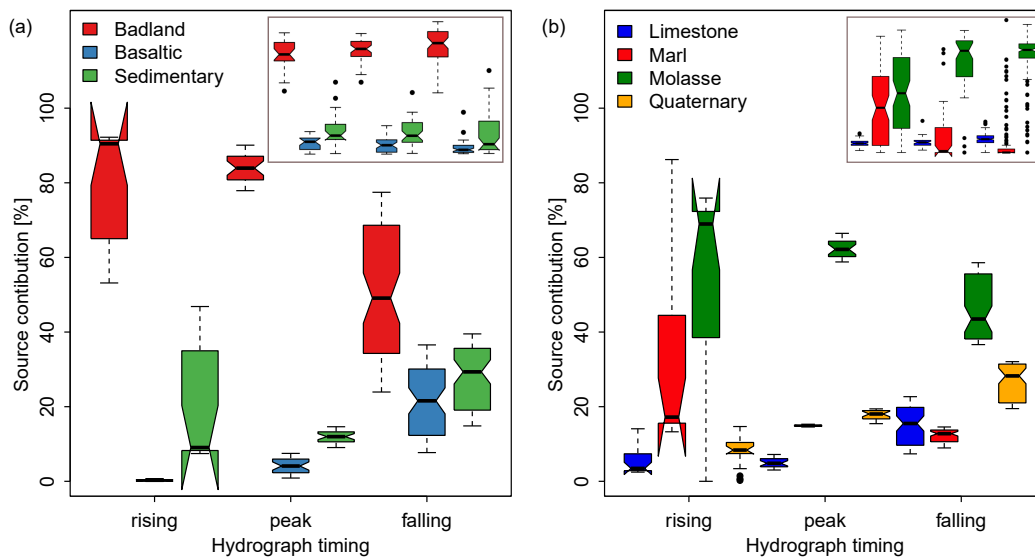 (a)
Badland
Basaltic
Sedimentary
Source contibution [%]
0
20
40
60
80
100
rising
peak
falling
Hydrograph timing
(b)
Limestone
Marl
Molasse
Quaternary
Source contibution [%]
0
20
40
60
80
100
rising
peak
falling
Hydrograph timing